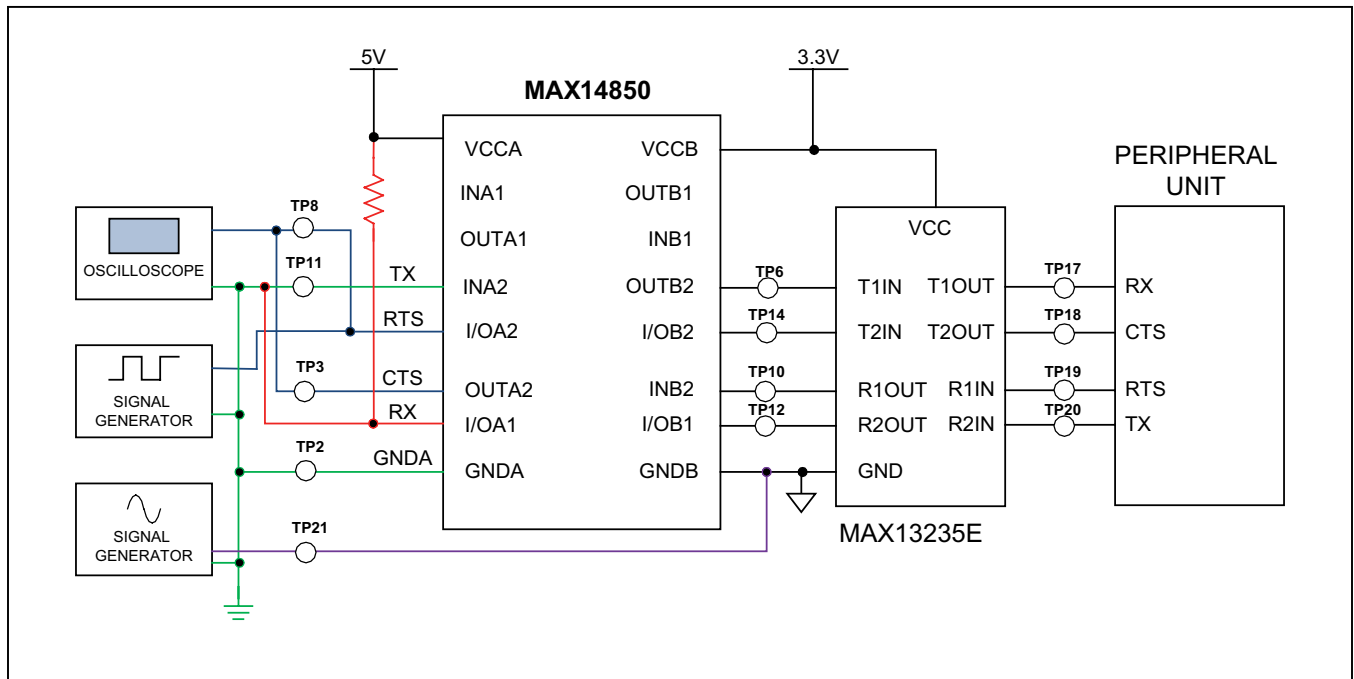 5V
3.3V
MAX14850
VCCA
VCCB
INA1
OUTB1
OUTA1
INB1
TX
INA2
OUTB2
RTS
I/OA2
I/OB2
CTS
OUTA2
INB2
RX
I/OA1
I/OB1
GNDA
GNDA
GNDB
OSCILLOSCOPE
SIGNAL
GENERATOR
SIGNAL
GENERATOR
TP8
TP11
TP3
TP2
TP21
TP6
TP14
TP10
TP12
VCC
T1IN
T1OUT
T2IN
T2OUT
R1OUT
R1IN
R2OUT
R2IN
GND
MAX13235E
TP17
TP18
TP19
TP20
PERIPHERAL
UNIT
RX
CTS
RTS
TX